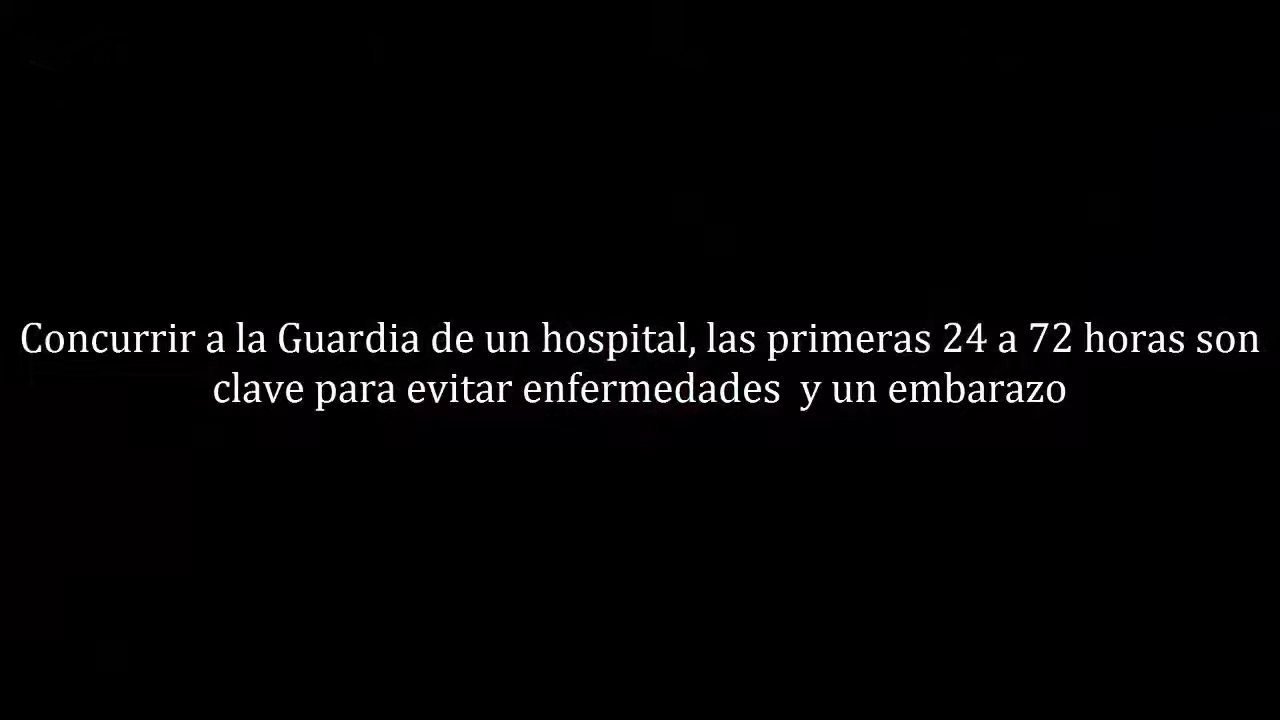 Concurrir a la Guardia de un hospital, las primeras 24 a 72 horas son
clave para evitar enfermedades  y un embarazo